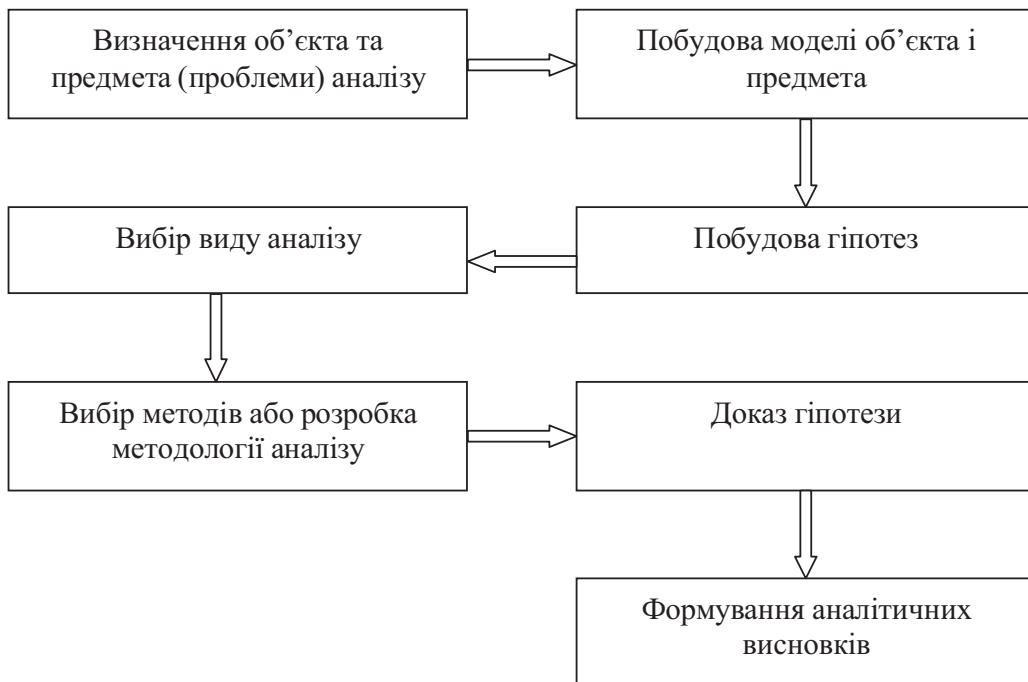 Визначення об’єкта та
предмета (проблеми) аналізу
Побудова моделі об’єкта і
предмета
Побудова гіпотез
Вибір виду аналізу
Вибір методів або розробка
методології аналізу
Доказ гіпотези
Формування аналітичних
висновків